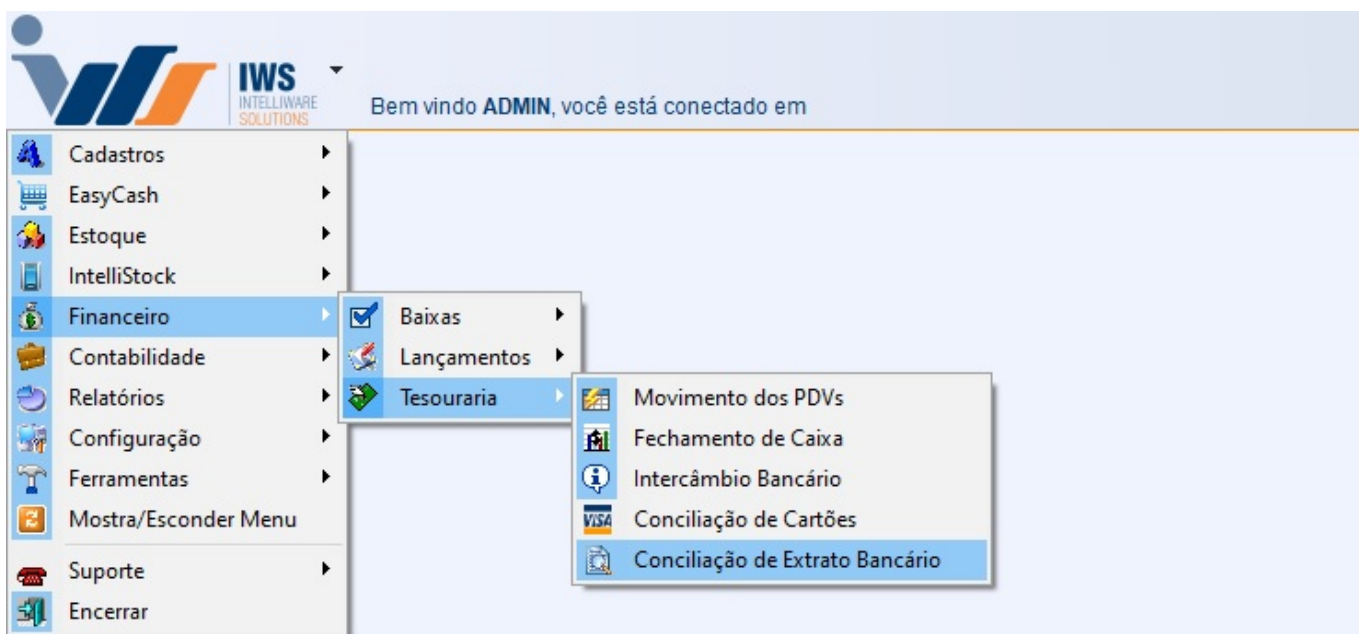 IWS
INTELLIWARE
SOLUTIONS
Bem vindo ADMIN, você está conectado em
Cadastros
EasyCash
Estoque
IntelliStock
Financeiro
Contabilidade
Relatórios
Configuração
Ferramentas
Mostra/Esconder Menu
Suporte
Encerrar
Baixas
Lançamentos
Tesouraria
Movimento dos PDVs
Fechamento de Caixa
Intercâmbio Bancário
VISA
Conciliação de Cartões
Conciliação de Extrato Bancário